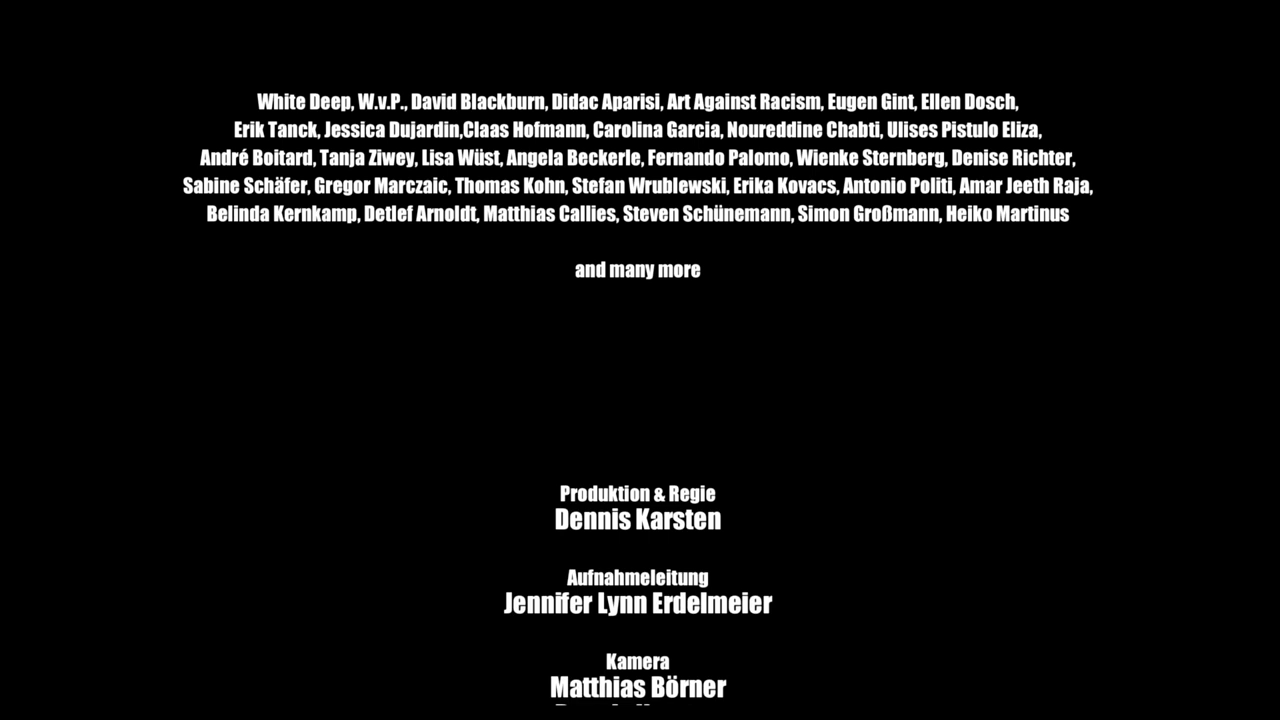 White Deep, W.v.P., David Blackburn, Didac Aparisi, Art Against Racism, Eugen Gint, Ellen Dosch,
Erik Tanck, Jessica Dujardin,Claas Hofmann, Carolina Garcia, Noureddine Chabti, Ulises Pistulo Eliza,
André Boitard, Tanja Ziwey, Lisa Wüst, Angela Beckerle, Fernando Palomo, Wienke Sternberg, Denise Richter,
Sabine Schäfer, Gregor Marczaic, Thomas Kohn, Stefan Wrublewski, Erika Kovacs, Antonio Politi, Amar Jeeth Raja,
Belinda Kernkamp, Detlef Arnoldt, Matthias Callies, Steven Schünemann, Simon Großmann, Heiko Martinus
and many more
Produktion & Regie
Dennis Karsten
Aufnahmeleitung
Jennifer Lynn Erdelmeier
Kamera
Matthias Börner